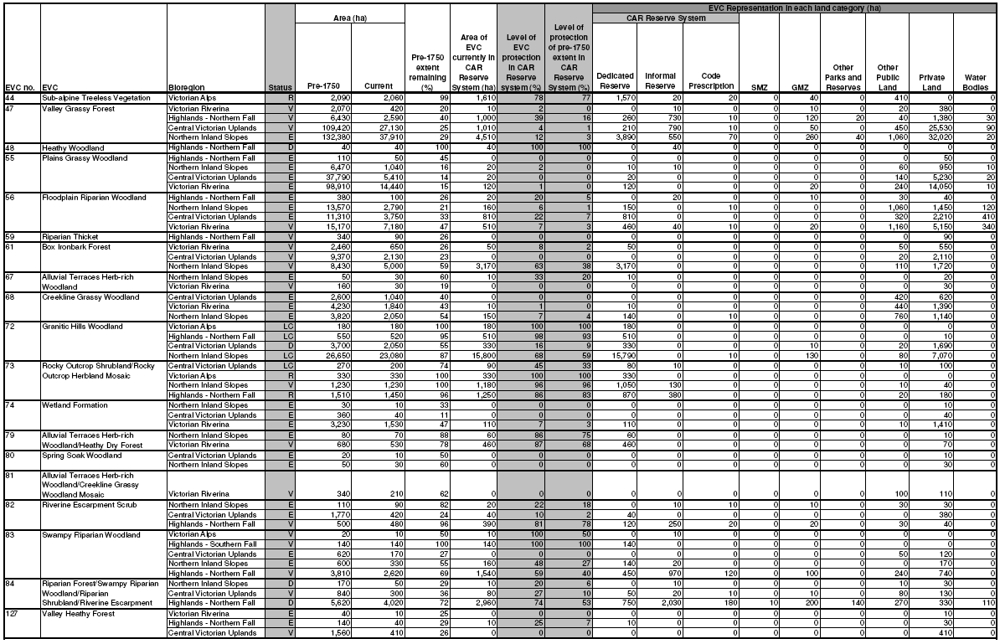 EVC Representation in each land category (ha)
Area (ha) CAR Reserve System
Level of
Area of Level of protection
EVC EVC of pre-1750
Pre-1750 currently in protection extent in
extent CAR in CAR CAR Other Other
remaining Reserve Reserve Reserve Dedicated Informal Code Parks and Public Private Water
(%) System (ha) system (%) System (%) Reserve Reserve Prescription SMZ GMZ Reserves Land Land Bodies
EVC no. EVC Bioregion Status Pre-1750 Current
44 Sub-alpine Treeless Vegetation Victorian Alps R 2,090 2,060 99 1,610 78 77 1,570 20 20 0 40 0 410 0 0
47 Valley Grassy Forest Victorian Riverina V 2,070 420 20 10 2 0 0 10 0 0 10 0 20 380 0
Highlands - Northern Fall V 6,430 2,590 40 1,000 39 16 260 730 10 0 120 20 40 1,380 30
Central Victorian Uplands V 109,420 27,130 25 1,010 4 1 210 790 10 0 50 0 450 25,530 90
Northern Inland Slopes E 132,380 37,910 29 4,510 12 3 3,890 550 70 0 260 40 1,060 32,020 20
48 Heathy Woodland Highlands - Northern Fall D 40 40 100 40 100 100 0 40 0 0 0 0 0 0 0
55 Plains Grassy Woodland Highlands - Northern Fall E 110 50 45 0 0 0 0 0 0 0 0 0 0 50 0
Northern Inland Slopes E 6,470 1,040 16 20 2 0 10 10 0 0 0 0 60 950 10
Central Victorian Uplands E 37,790 5,410 14 20 0 0 20 0 0 0 0 0 140 5,230 20
Victorian Riverina E 98,910 14,440 15 120 1 0 120 0 0 0 20 0 240 14,050 10
56 Floodplain Riparian Woodland Highlands - Northern Fall E 380 100 26 20 20 5 0 20 0 0 10 0 30 40 0
Northern Inland Slopes E 13,570 2,790 21 160 6 1 150 0 10 0 0 0 1,060 1,450 120
Central Victorian Uplands E 11,310 3,750 33 810 22 7 810 0 0 0 0 0 320 2,210 410
Victorian Riverina V 15,170 7,180 47 510 7 3 460 40 10 0 20 0 1,160 5,150 340
59 Riparian Thicket Highlands - Northern Fall V 340 90 26 0 0 0 0 0 0 0 0 0 0 90 0
61 Box Ironbark Forest Victorian Riverina V 2,460 650 26 50 8 2 50 0 0 0 0 0 50 550 0
Central Victorian Uplands V 9,370 2,130 23 0 0 0 0 0 0 0 0 0 20 2,110 0
Northern Inland Slopes V 8,430 5,000 59 3,170 63 38 3,170 0 0 0 0 0 110 1,720 0
67 Alluvial Terraces Herb-rich Northern Inland Slopes E 50 30 60 10 33 20 10 0 0 0 0 0 0 20 0
Woodland Victorian Riverina V 160 30 19 0 0 0 0 0 0 0 0 0 0 30 0
68 Creekline Grassy Woodland Central Victorian Uplands E 2,600 1,040 40 0 0 0 0 0 0 0 0 0 420 620 0
Victorian Riverina E 4,230 1,840 43 10 1 0 10 0 0 0 0 0 440 1,390 0
Northern Inland Slopes E 3,820 2,050 54 150 7 4 140 0 10 0 0 0 760 1,140 0
72 Granitic Hills Woodland Victorian Alps LC 180 180 100 180 100 100 180 0 0 0 0 0 0 0 0
Highlands - Northern Fall LC 550 520 95 510 98 93 510 0 0 0 0 0 0 10 0
Central Victorian Uplands D 3,700 2,050 55 330 16 9 330 0 0 0 10 0 20 1,690 0
Northern Inland Slopes LC 26,650 23,080 87 15,800 68 59 15,790 0 0 0 130 0 80 7,070 0
73 Rocky Outcrop Shrubland/Rocky Central Victorian Uplands LC 270 200 74 90 45 33 80 10 0 0 0 0 10 100 0
Outcrop Herbland Mosaic Victorian Alps R 330 330 100 330 100 100 330 0 0 0 0 0 0 0 0
Northern Inland Slopes V 1,230 1,230 100 1,180 96 96 1,050 130 0 0 0 0 10 40 0
Highlands - Northern Fall R 1,510 1,450 96 1,250 86 83 870 380 0 0 0 0 20 180 0
74 Wetland Formation Northern Inland Slopes E 30 10 33 0 0 0 0 0 0 0 0 0 0 10 0
Central Victorian Uplands E 360 40 11 0 0 0 0 0 0 0 0 0 0 40 0
Victorian Riverina E 3,230 1,530 47 110 7 3 110 0 0 0 0 0 10 1,410 0
79 Alluvial Terraces Herb-rich Northern Inland Slopes E 80 70 88 60 86 75 60 0 0 0 0 0 0 10 0
Woodland/Heathy Dry Forest Victorian Riverina V 680 530 78 460 87 68 460 0 0 0 0 0 0 70 0
80 Spring Soak Woodland Central Victorian Uplands E 20 10 50 0 0 0 0 0 0 0 0 0 0 10 0
Northern Inland Slopes E 50 30 60 0 0 0 0 0 0 0 0 0 0 30 0
81 Alluvial Terraces Herb-rich
Woodland/Creekline Grassy
Woodland Mosaic Victorian Riverina V 340 210 62 0 0 0 0 0 0 0 0 0 100 110 0
82 Riverine Escarpment Scrub Northern Inland Slopes E 110 90 82 20 22 18 0 10 10 0 10 0 30 30 0
Central Victorian Uplands E 1,770 420 24 40 10 2 40 0 0 0 0 0 0 380 0
Highlands - Northern Fall V 500 480 96 390 81 78 120 250 20 0 20 0 30 40 0
83 Swampy Riparian Woodland Victorian Alps V 20 10 50 10 100 50 0 10 0 0 0 0 0 0 0
Highlands - Southern Fall V 140 140 100 140 100 100 140 0 0 0 0 0 0 0 0
Central Victorian Uplands E 620 170 27 0 0 0 0 0 0 0 0 0 50 120 0
Northern Inland Slopes E 600 330 55 160 48 27 140 20 0 0 0 0 0 170 0
Highlands - Northern Fall V 3,810 2,620 69 1,540 59 40 450 970 120 0 100 0 240 740 0
84 Riparian Forest/Swampy Riparian Northern Inland Slopes D 170 50 29 10 20 6 0 10 0 0 0 0 10 30 0
Woodland/Riparian Central Victorian Uplands V 840 300 36 80 27 10 50 20 10 0 10 0 80 130 0
Shrubland/Riverine Escarpment Highlands - Northern Fall D 5,620 4,020 72 2,960 74 53 750 2,030 180 10 200 140 270 330 110
127 Valley Heathy Forest Victorian Riverina E 40 10 25 0 0 0 0 0 0 0 0 0 0 10 0
Highlands - Northern Fall E 140 40 29 10 25 7 10 0 0 0 0 0 0 30 0
Central Victorian Uplands V 1,560 410 26 0 0 0 0 0 0 0 0 0 0 410 0